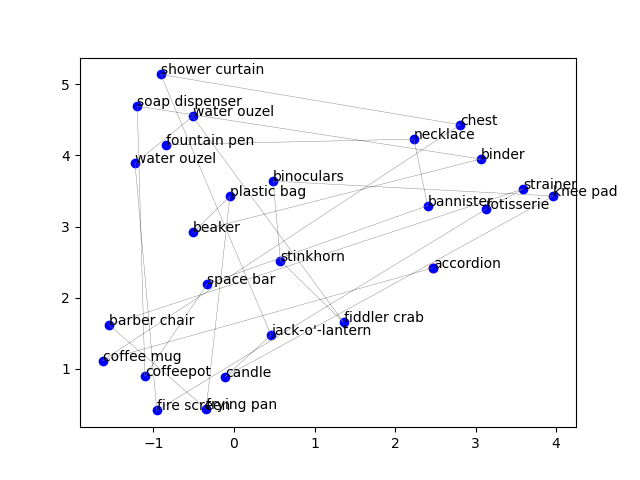 shower curtain
5
soap dispenser
water ouzel
chest
necklace
fountain pen
4
water ouzel
binder
binoculars
strainer
plastic bag
knee pad
bannister
rotisserie
3
beaker
stinkhorn
accordion
space bar
2
barber chair
fiddler crab
jack-o'-lantern
coffee mug
1
coffeepot
candle
fire screen
frying pan
−1
0
1
2
3
4